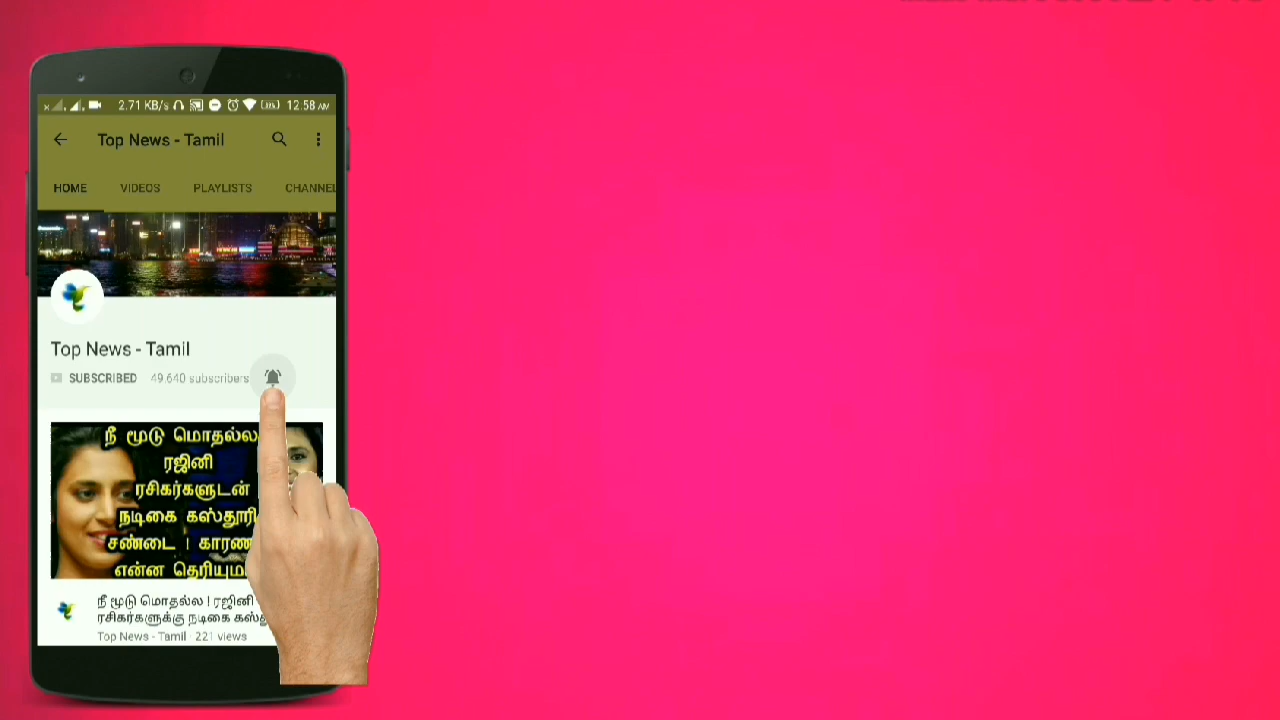 2.71 KB/s 12:58 AM
Top News - Tamil
HOME VIDEOS PLAYLISTS CHANNEL
Top News - Tamil
SUBSCRIBED 49,640 subscribers
நீ மூடு மொதல்ல
ரஜினி
ரசிகர்களுடன்
நடிகை கஸ்தூரி
சண்டை ! காரண
என்ன தெரியும
நீ மூடு மொதல்ல ! ரஜினி
ரசிகர்களுக்கு நடிகை கஸ்
Top News - Tamil · 221 views